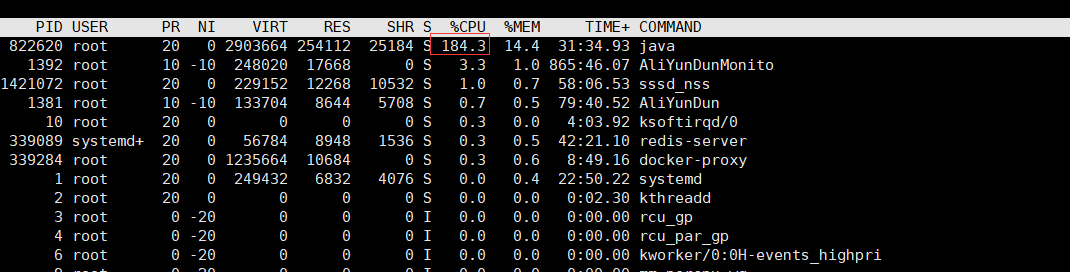 PID USER PR NI VIRT RES SHR S %CPU %MEM TIME+ COMMAND
822620 root 20 0 2903664 254112 25184 S 184.3 14.4 31:34.93 java
1392 root 10 -10 248020 17668 0 S 3.3 1.0 865:46.07 AliYunDunMonito
1421072 root 20 0 229152 12268 10532 S 1.0 0.7 58:06.53 sssd_nss
1381 root 10 -10 133704 8644 5708 S 0.7 0.5 79:40.52 AliYunDun
10 root 20 0 0 0 0 S 0.3 0.0 4:03.92 ksoftirqd/0
339089 systemd+ 20 0 56784 8948 1536 S 0.3 0.5 42:21.10 redis-server
339284 root 20 0 1235664 10684 0 S 0.3 0.6 8:49.16 docker-proxy
1 root 20 0 249432 6832 4076 S 0.0 0.4 22:50.22 systemd
2 root 20 0 0 0 0 S 0.0 0.0 0:02.30 kthreadd
3 root 0 -20 0 0 0 I 0.0 0.0 0:00.00 rcu_gp
4 root 0 -20 0 0 0 I 0.0 0.0 0:00.00 rcu_par_gp
6 root 0 -20 0 0 0 I 0.0 0.0 0:00.00 kworker/0:0H-events_highpri